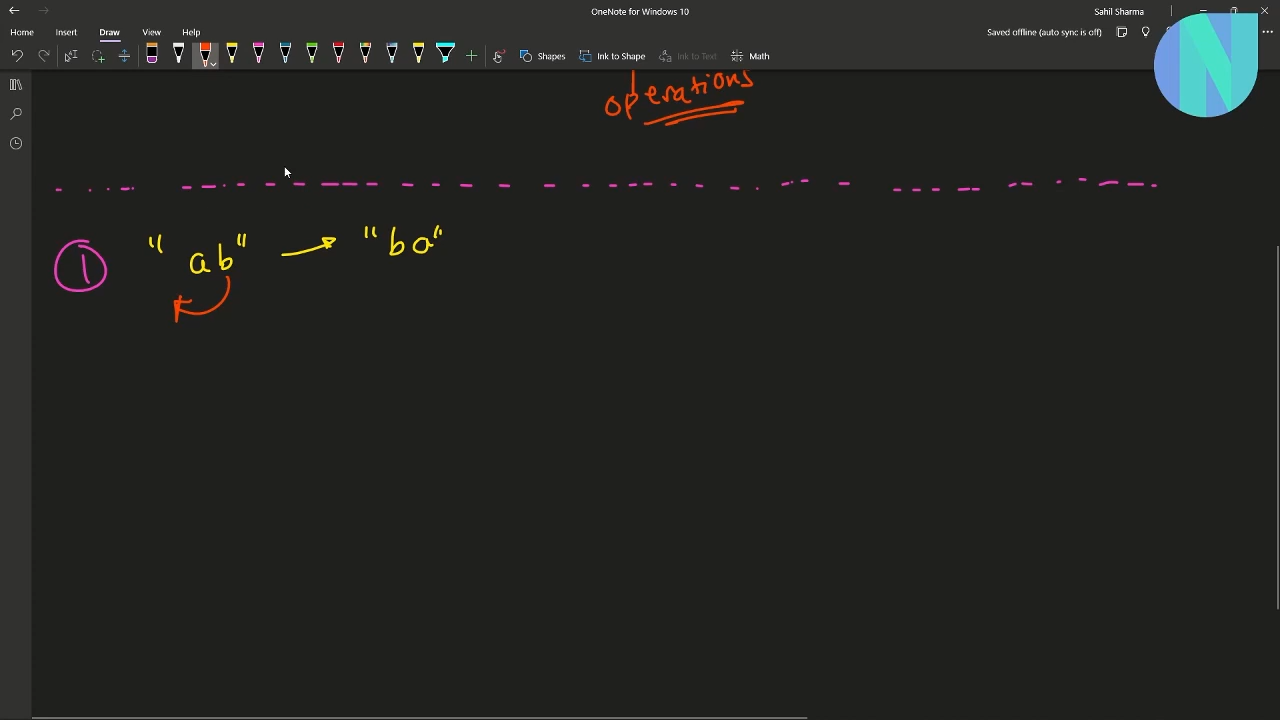 OneNote for Windows 10
Sahil Sharma
Home Insert Draw View Help
Saved offline (auto sync is off)
Shapes Ink to Shape Ink to Text Math
operations
1 "ab" → "ba"